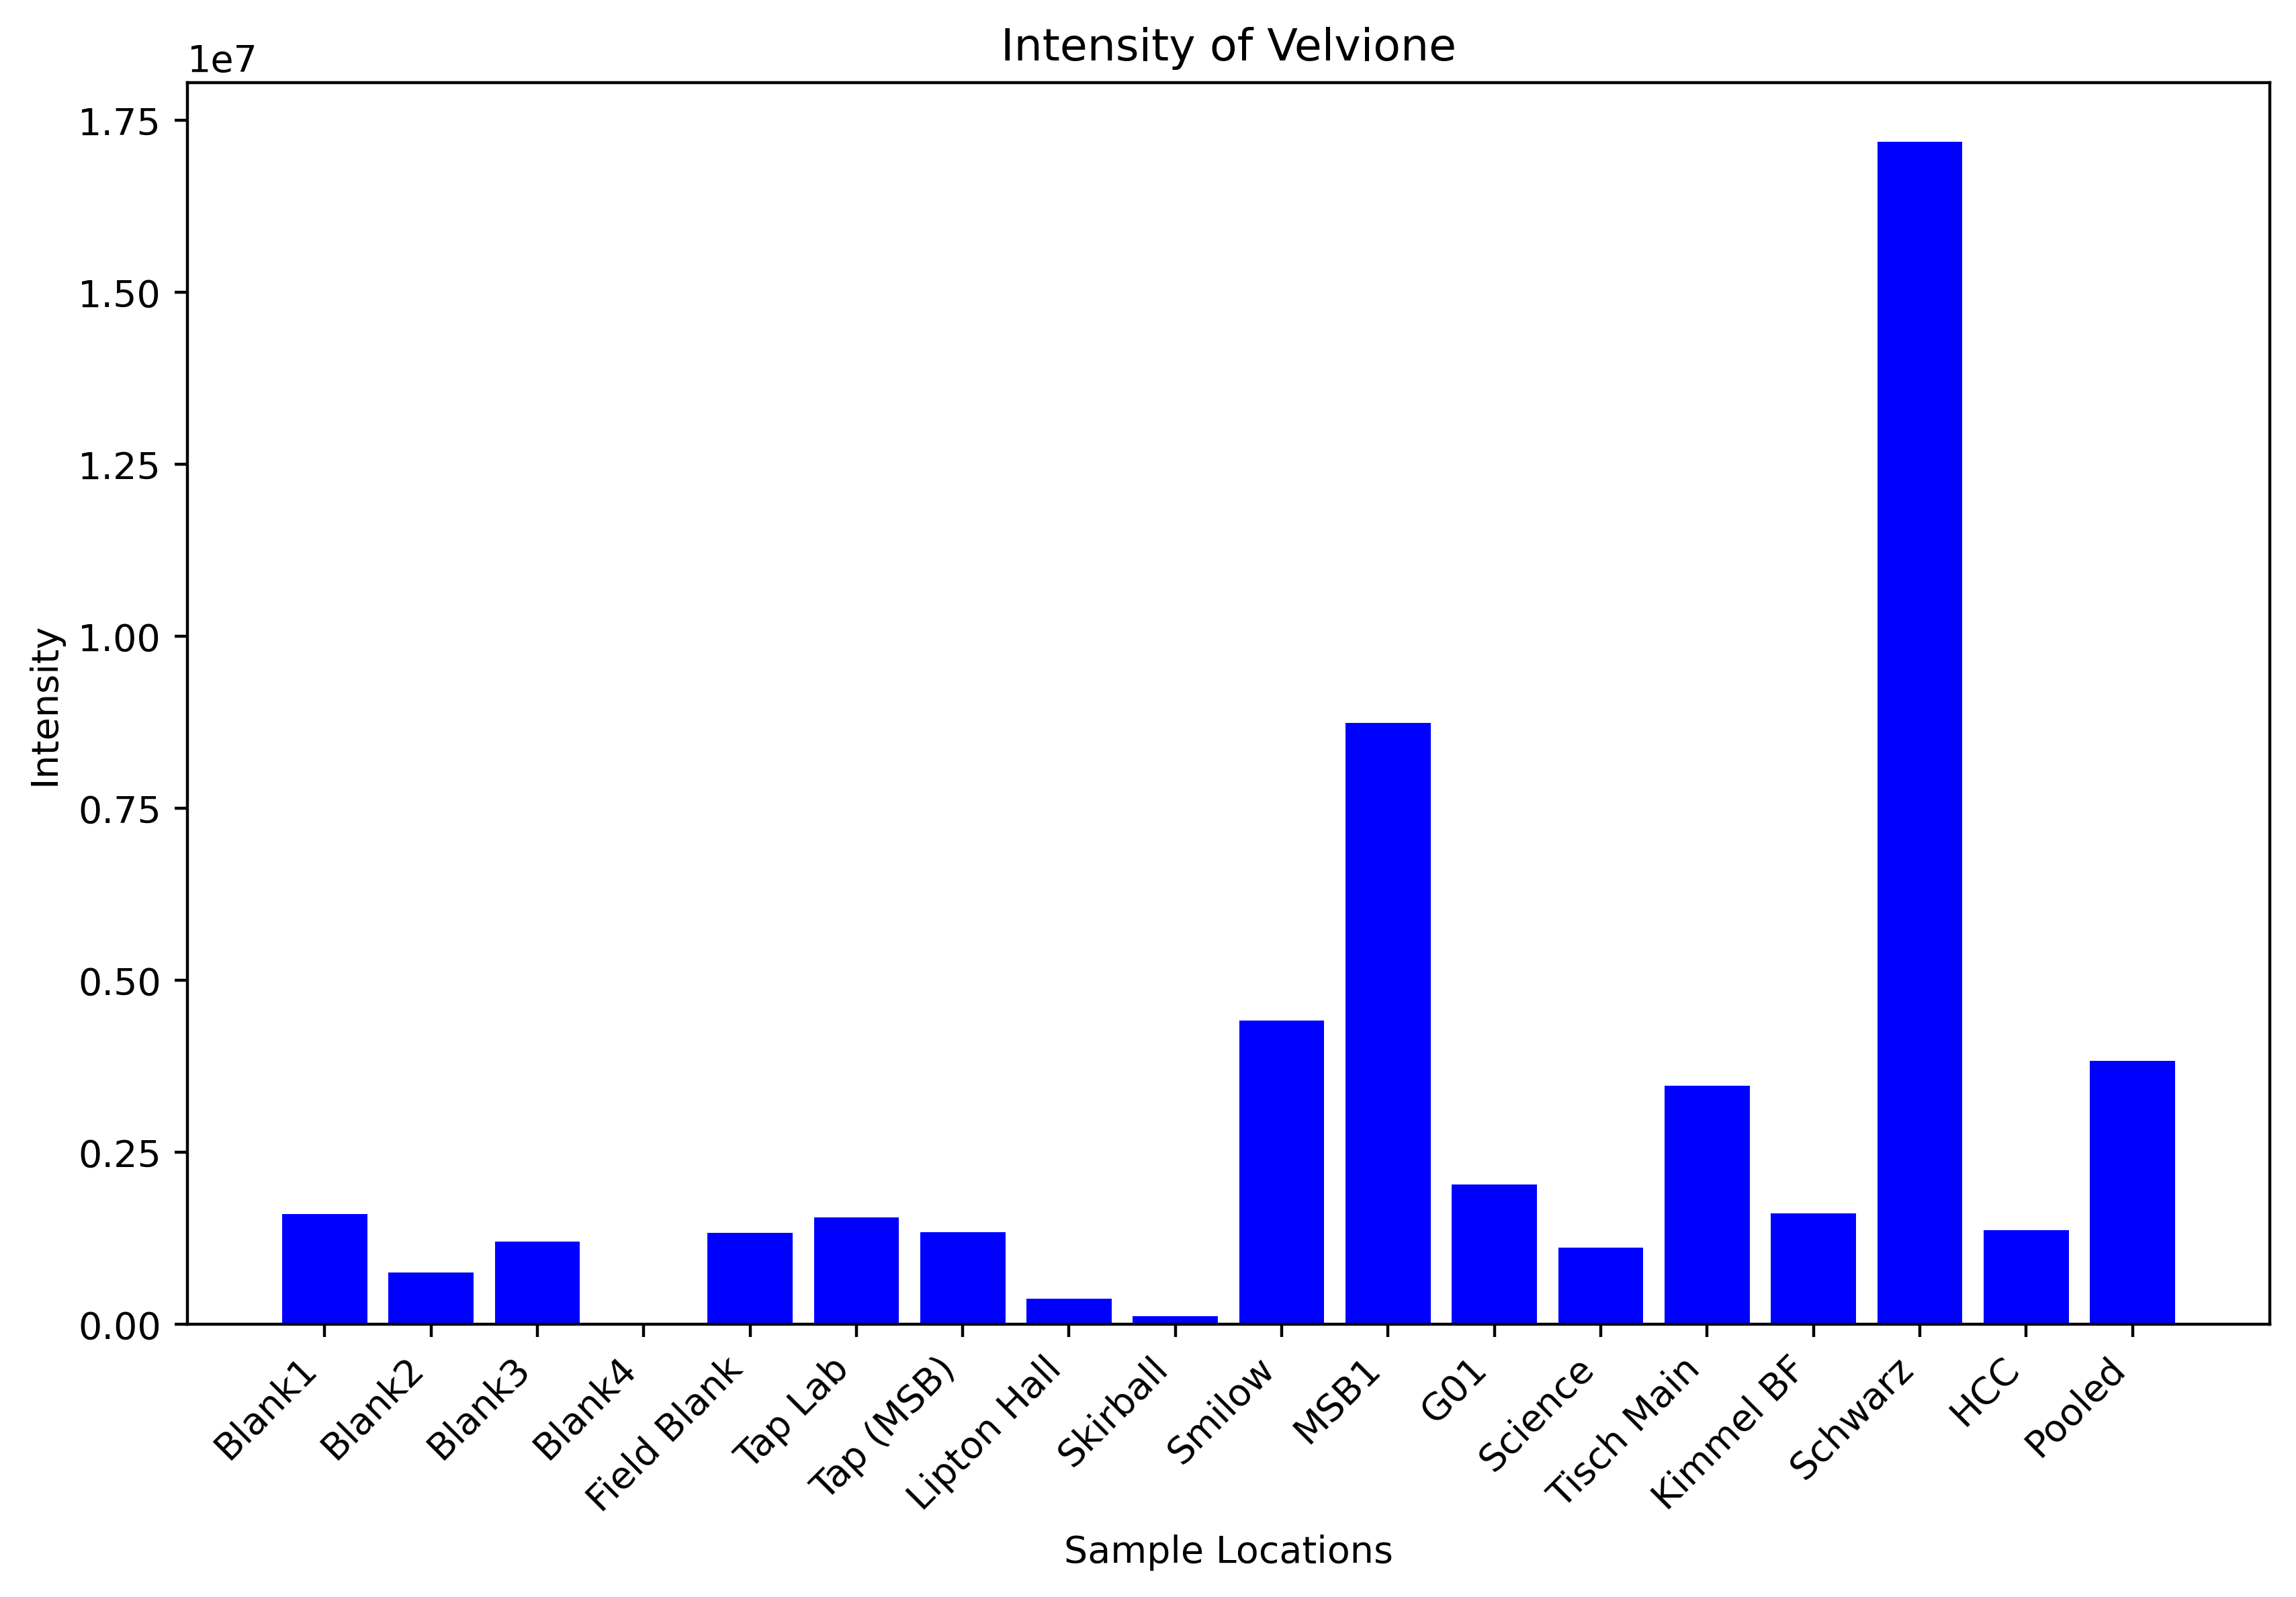 Intensity of Velvione
1e7
1.75
1.50
1.25
1.00
0.75
0.50
0.25
0.00
Intensity
Blank1
Blank2
Blank3
Blank4
Field Blank
Tap Lab
Tap (MSB)
Lipton Hall
Skirball
Smilow
MSB1
G01
Science
Tisch Main
Kimmel BF
Schwarz
HCC
Pooled
Sample Locations